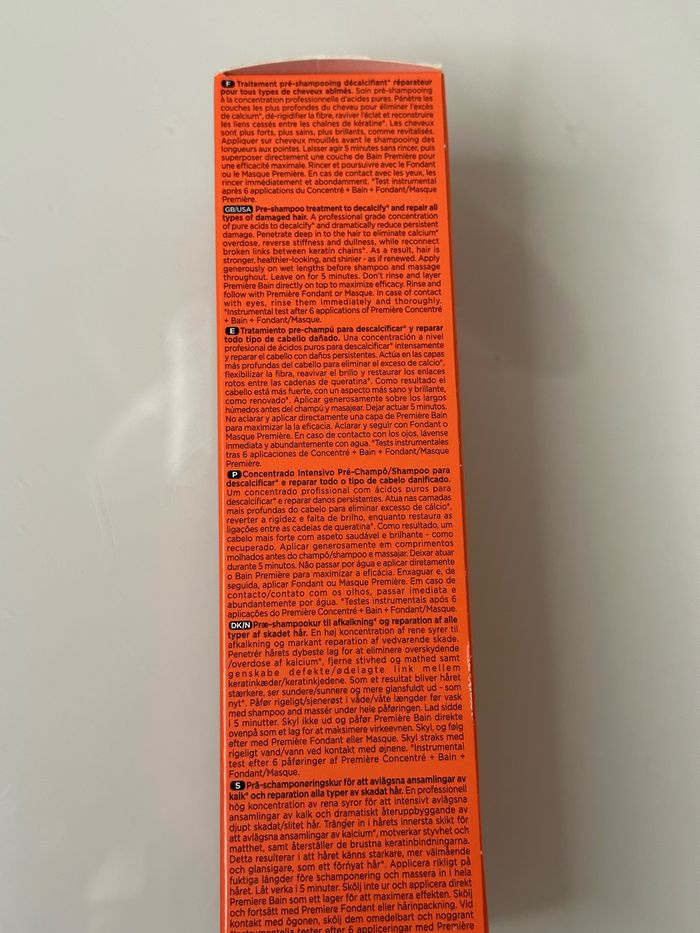 F Traitement pré-shampooing décalcifiant* réparateur
pour tous types de cheveux abîmés. Soin pré-shampooing
à la concentration professionnelle d'acides pures. Pénètre les
couches les plus profondes du cheveu pour éliminer l'excès
de calcium*, dé-rigidifier la fibre, raviver l'éclat et reconstruire
les liens cassés entre les chaînes de kératine*. Les cheveux
sont plus forts, plus sains, plus brillants, comme revitalisés.
Appliquer sur cheveux mouillés avant le shampooing des
longueurs aux pointes. Laisser agir 5 minutes sans rincer, puis
superposer directement une couche de Bain Première pour
une efficacité maximale. Rincer et poursuivre avec le Fondant
ou le Masque Première. En cas de contact avec les yeux, les
rincer immédiatement et abondamment. *Test instrumental
après 6 applications du Concentré + Bain + Fondant/Masque
Première.
GB/USA Pre-shampoo treatment to decalcify* and repair all
types of damaged hair. A professional grade concentration
of pure acids to decalcify* and dramatically reduce persistent
damage. Penetrate deep in to the hair to eliminate calcium*
overdose, reverse stiffness and dullness, while reconnect
broken links between keratin chains*. As a result, hair is
stronger, healthier-looking, and shinier - as if renewed. Apply
generously on wet lengths before shampoo and massage
throughout. Leave on for 5 minutes. Don't rinse and layer
Première Bain directly on top to maximize efficacy. Rinse and
follow with Première Fondant or Masque. In case of contact
with eyes, rinse them immediately and thoroughly.
*Instrumental test after 6 applications of Première Concentré
+ Bain + Fondant/Masque.
E Tratamiento pre-champú para descalcificar* y reparar
todo tipo de cabello dañado. Una concentración a nivel
profesional de ácidos puros para descalcificar* intensamente
y reparar el cabello con daños persistentes. Actúa en las capas
más profundas del cabello para eliminar el exceso de calcio*,
flexibilizar la fibra, reavivar el brillo y restaurar los enlaces
rotos entre las cadenas de queratina*. Como resultado el
cabello está más fuerte, con un aspecto más sano y brillante,
como renovado*. Aplicar generosamente sobre los largos
húmedos antes del champú y masajear. Dejar actuar 5 minutos.
No aclarar y aplicar directamente una capa de Première Bain
para maximizar la la eficacia. Aclarar y seguir con Fondant o
Masque Première. En caso de contacto con los ojos, lávense
inmediata y abundantemente con agua. *Tests instrumentales
tras 6 aplicaciones de Concentré + Bain + Fondant/Masque
Première.
P Concentrado Intensivo Pré-Champô/Shampoo para
descalcificar* e reparar todo o tipo de cabelo danificado.
Um concentrado profissional com ácidos puros para
descalcificar* e reparar danos persistentes. Atua nas camadas
mais profundas do cabelo para eliminar excesso de cálcio*,
reverter a rigidez e falta de brilho, enquanto restaura as
ligações entre as cadeias de queratina*. Como resultado, um
cabelo mais forte com aspeto saudável e brilhante - como
recuperado. Aplicar generosamente em comprimentos
molhados antes do champô/shampoo e massajar. Deixar atuar
durante 5 minutos. Não passar por água e aplicar diretamente
o Bain Première para maximizar a eficácia. Enxaguar e, de
seguida, aplicar Fondant ou Masque Première. Em caso de
contacto/contato com os olhos, passar imediata e
abundantemente por água. *Testes instrumentais após 6
aplicações do Première Concentré + Bain + Fondant/Masque.
DK/N Præ-shampookur til afkalkning* og reparation af alle
typer af skadet hår. En høj koncentration af rene syrer til
afkalkning og markant reparation af vedvarende skade.
Penetrér hårets dybeste lag for at eliminere overskydende
/overdose af kalcium*, fjerne stivhed og mathed samt
genskabe defekte/ødelagte link mellem
keratinkæder/keratinkjedene. Som et resultat bliver håret
stærkere, ser sundere/sunnere og mere glansfuldt ud - som
nyt*. Påfør rigeligt/sjenerøst i våde/våte længder før vask
med shampoo and massér under hele påføringen. Lad sidde
i 5 minutter. Skyl ikke ud og påfør Première Bain direkte
ovenpå som et lag for at maksimere virkeevnen. Skyl, og følg
efter med Première Fondant eller Masque. Skyl straks med
rigeligt vand/vann ved kontakt med øjnene. *Instrumental
test efter 6 påføringer af Première Concentré + Bain +
Fondant/Masque.
S Prä-schamponeringskur för att avlägsna ansamlingar av
kalk* och reparation alla typer av skadat hår. En professionell
hög koncentration av rena syror för att intensivt avlägsna
ansamlingar av kalk och dramatiskt återuppbyggande av
djupt skadat/slitet hår. Tränger in i hårets innersta skikt för
att avlägsna ansamlingar av kalcium*, motverkar styvhet och
matthet, samt återställer de brustna keratinbindningarna.
Detta resulterar i att håret känns starkare, mer välmående
och glansigare, som ett förnyat hår*. Applicera rikligt på
fuktiga längder före schamponering och massera in i hela
håret. Låt verka i 5 minuter. Skölj inte ur och applicera direkt
Premiere Bain som ett lager för att maximera effekten. Skölj
och fortsätt med Premiere Fondant eller hårinpackning. Vid
kontakt med ögonen, skölj dem omedelbart och noggrant
*Instrumentella tester efter 6 appliceringar med Première